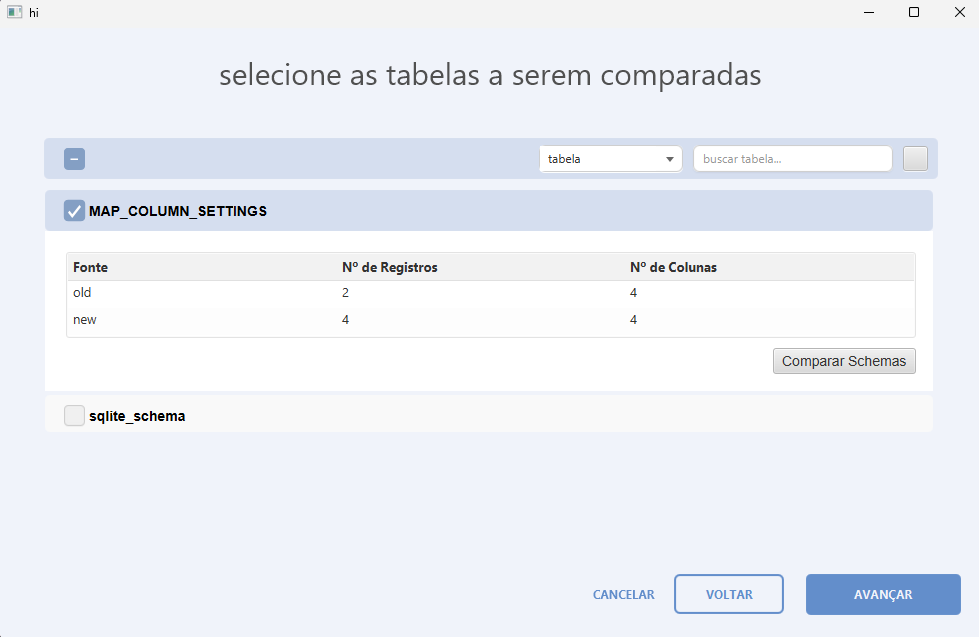 hi
selecione as tabelas a serem comparadas
tabela buscar tabela...
MAP_COLUMN_SETTINGS
Fonte Nº de Registros Nº de Colunas
old 2 4
new 4 4
Comparar Schemas
sqlite_schema
CANCELAR VOLTAR AVANÇAR